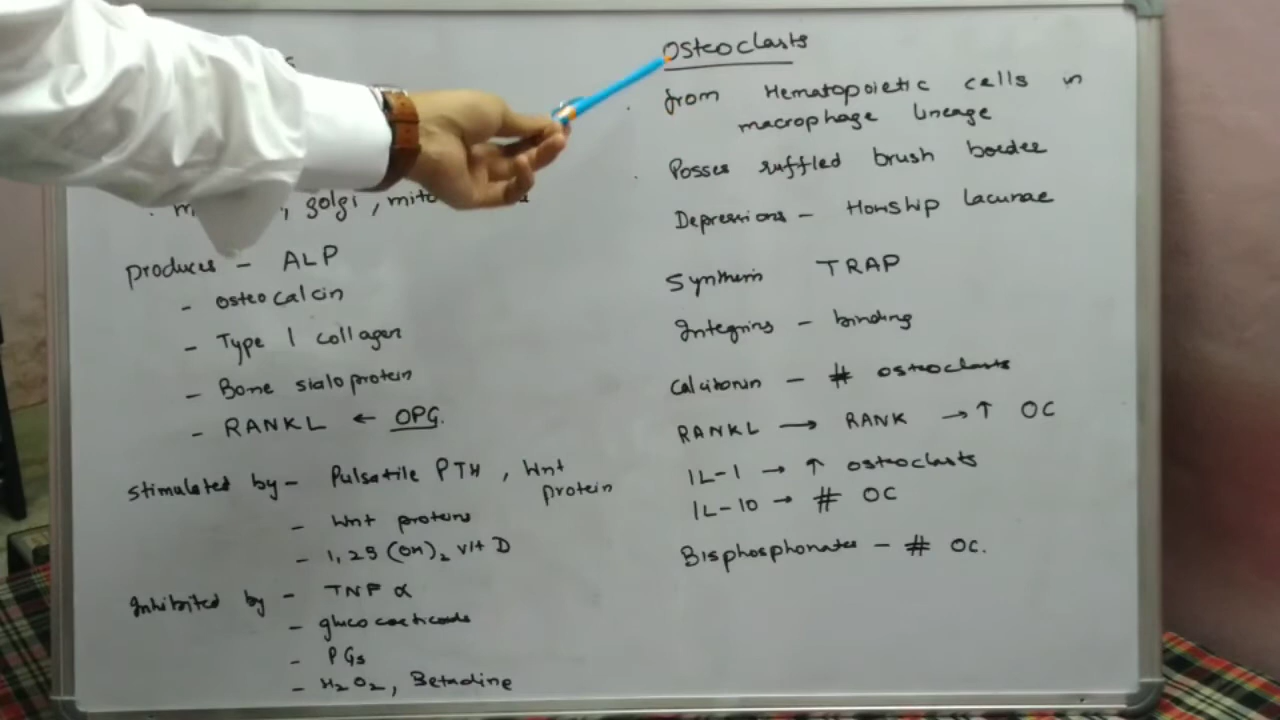 golgi,
Produces - ALP
- osteocalcin
- Type 1 collagen
- Bone sialoprotein
- RANKL ← OPG.
Stimulated by - Pulsatile PTH, Wnt
protein
- Wnt proteins
- 1,25 (OH)₂ vit D
Inhibited by - TNF α
- glucocorticoids
- PGs
- H₂O₂, Betadine
Osteoclasts
from Hematopoietic cells in
macrophage lineage
Posses ruffled brush border
Depressions - Howship lacunae
Synthesis TRAP
Integrins - binding
Calcitonin - # osteoclasts
RANKL → RANK → ↑ OC
IL-1 → ↑ osteoclasts
IL-10 → # OC
Bisphosphonates - # OC.